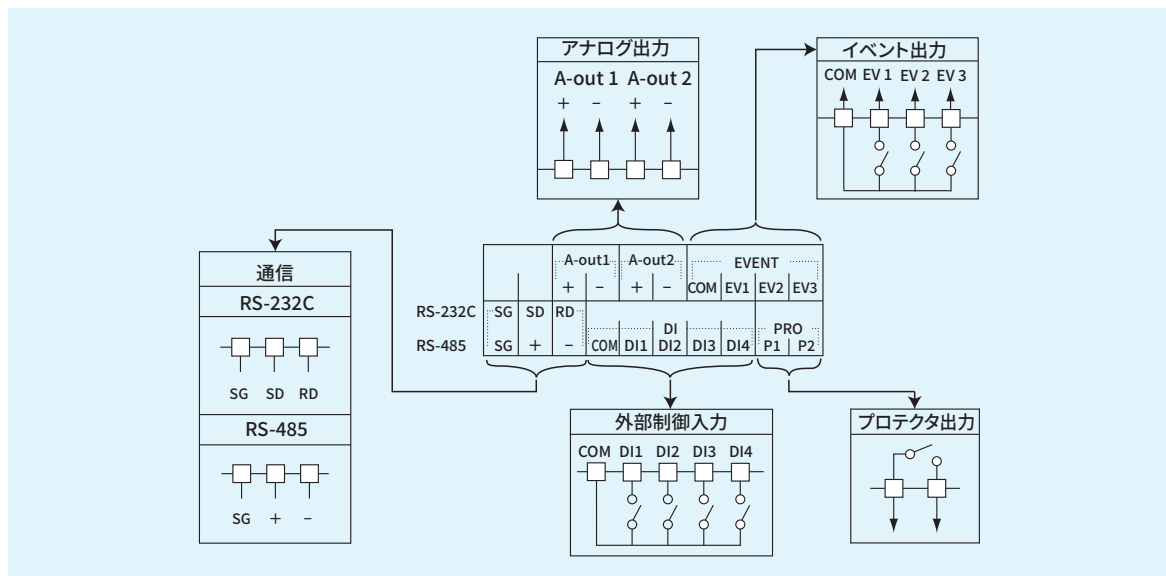 アナログ出力
A-out 1 A-out 2
+ − + −
イベント出力
COM EV 1 EV 2 EV 3
通信
RS-232C
SG SD RD
RS-485
SG + −
A-out1 A-out2 EVENT
+ − + − COM EV1 EV2 EV3
RS-232C SG SD RD
DI PRO
RS-485 SG + − COM DI1 DI2 DI3 DI4 P1 P2
外部制御入力
COM DI1 DI2 DI3 DI4
プロテクタ出力